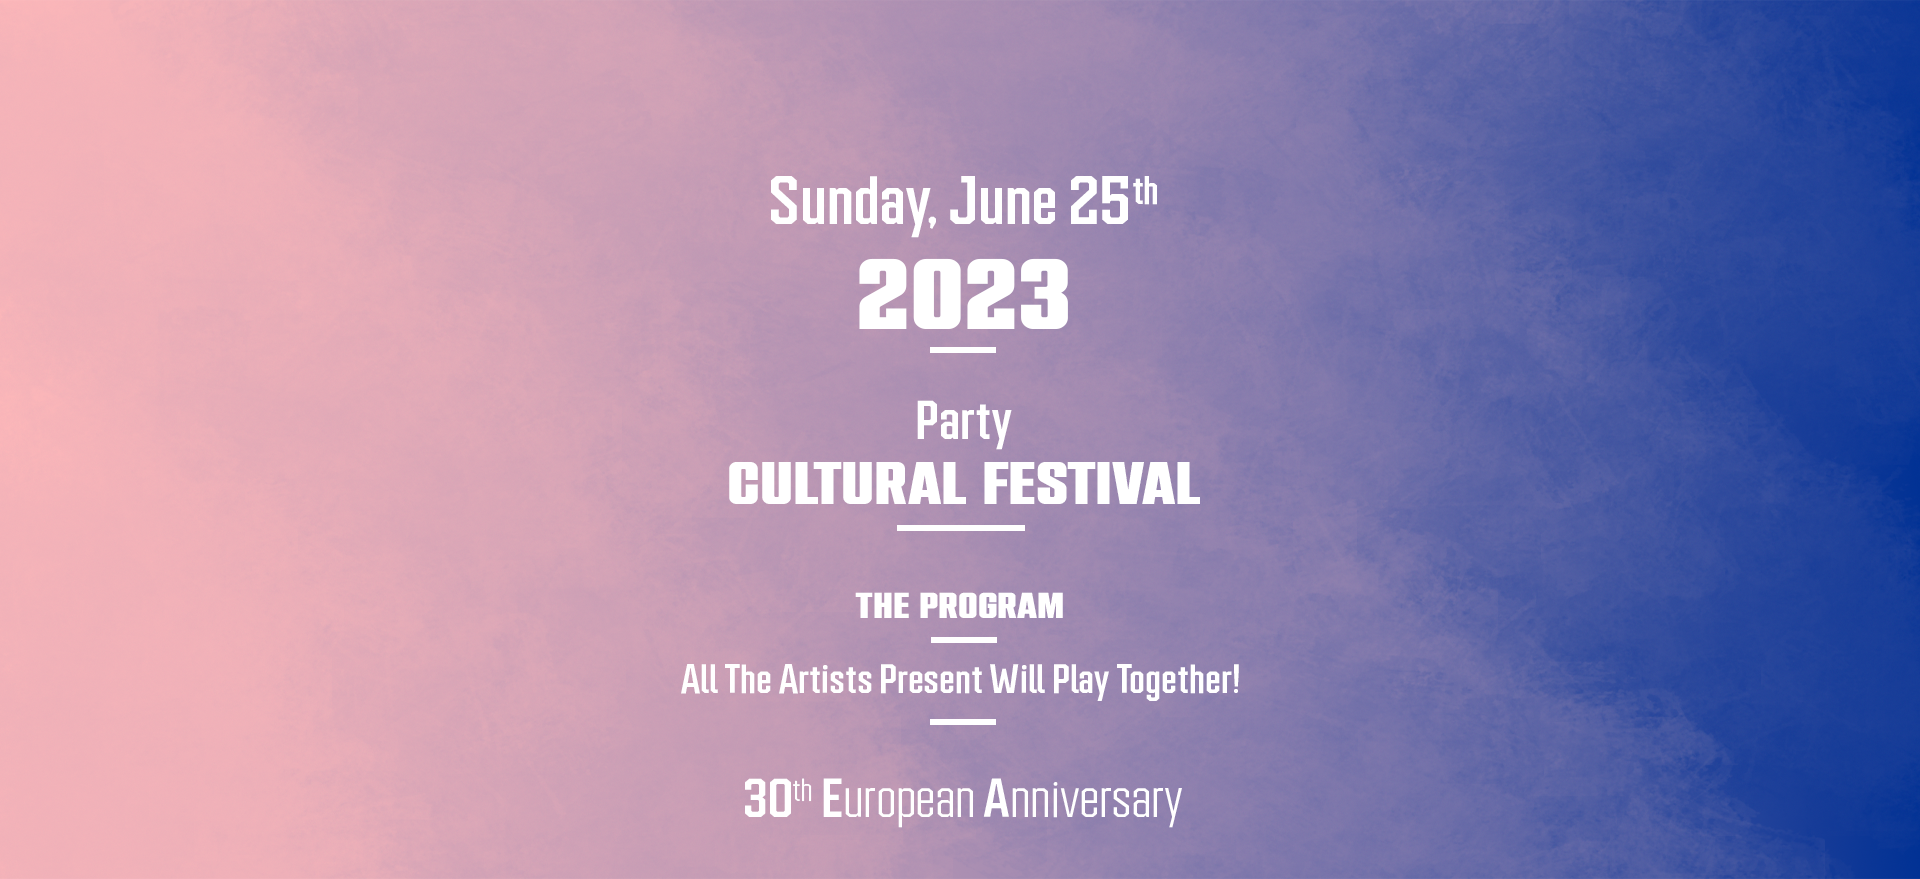 Sunday, June 25th
2023
Party
CULTURAL FESTIVAL
THE PROGRAM
All The Artists Present Will Play Together!
30th European Anniversary